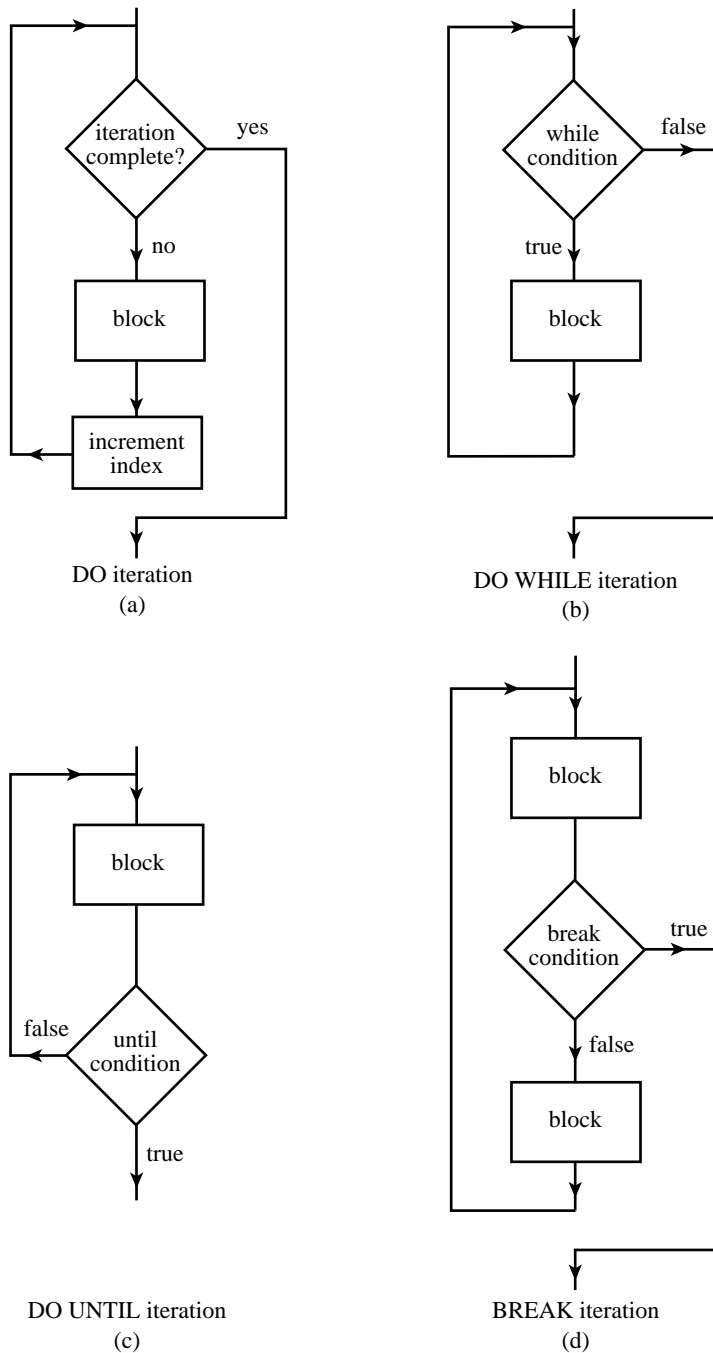 iteration
complete?
yes
no
block
increment
index
DO iteration
(a)
while
condition
false
true
block
DO WHILE iteration
(b)
block
false
until
condition
true
DO UNTIL iteration
(c)
block
break
condition
true
false
block
BREAK iteration
(d)